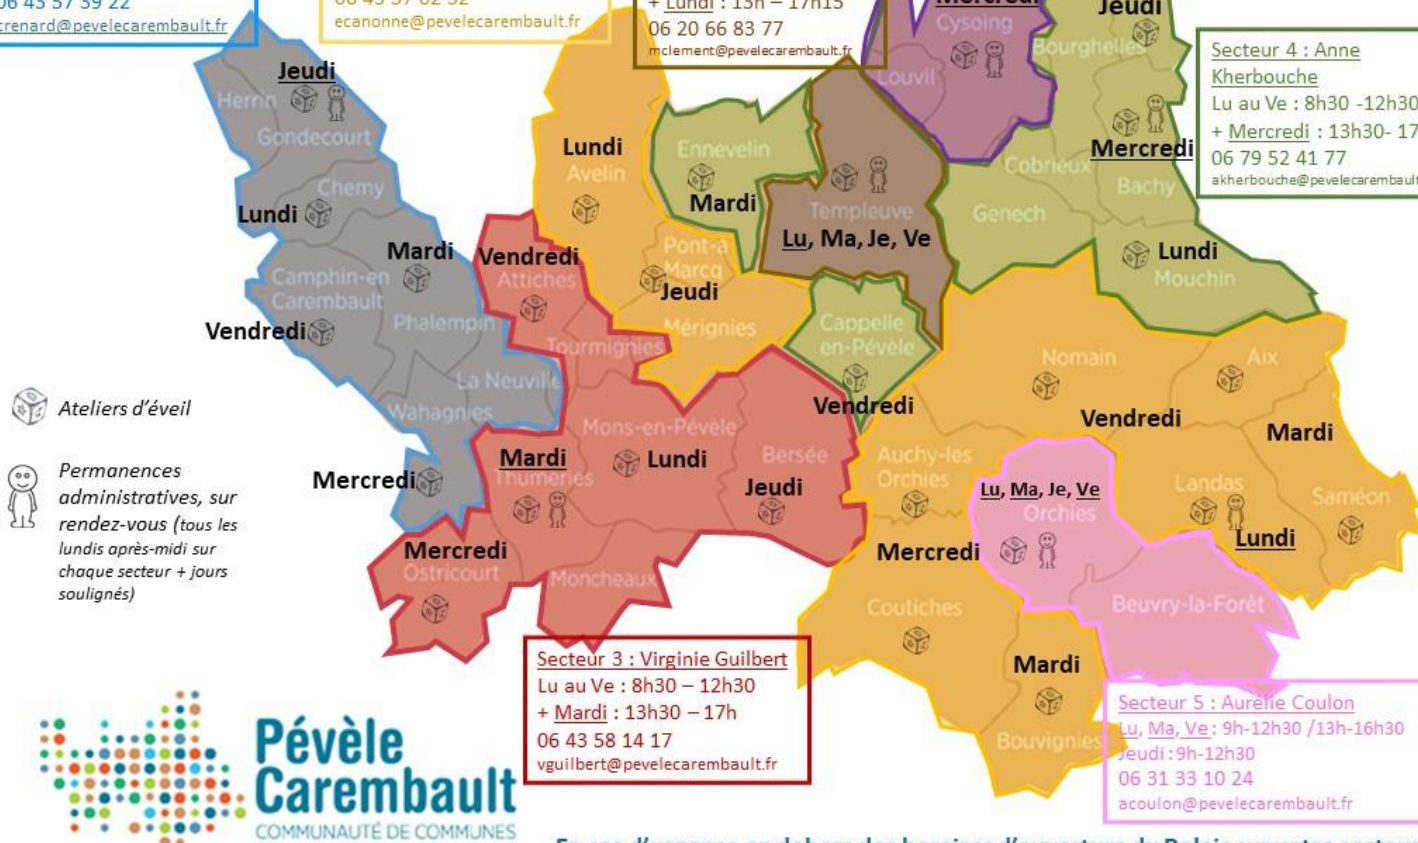 06 43 57 39 22
crenard@pevelecarembault.fr
ecanonne@pevelecarembault.fr
+ Lundi : 13h – 17h15
06 20 66 83 77
mclement@pevelecarembault.fr
Mercredi
Cysoing
Louvil
Jeudi
Bourghelles
Secteur 4 : Anne
Kherbouche
Lu au Ve : 8h30 -12h30
+ Mercredi : 13h30- 17
06 79 52 41 77
akherbouche@pevelecarembault
Jeudi
Herrin
Gondecourt
Chemy
Lundi
Mardi
Camphin-en
Carembault
Phalempin
Vendredi
La Neuville
Wahagnies
Mercredi
Lundi
Avelin
Ennevelin
Mardi
Templeuve
Lu, Ma, Je, Ve
Mercredi
Cobrieux
Bachy
Genech
Lundi
Mouchin
Vendredi
Attiches
Tourmignies
Pont-à
Marcq
Jeudi
Mérignies
Cappelle
en-Pévèle
Vendredi
Nomain
Aix
Vendredi
Mardi
Mons-en-Pévèle
Lundi
Bersée
Jeudi
Mardi
Thumeries
Mercredi
Ostricourt
Moncheaux
Auchy-les
Orchies
Mercredi
Coutiches
Lu, Ma, Je, Ve
Orchies
Landas
Lundi
Saméon
Beuvry-la-Forêt
Mardi
Bouvignies
Ateliers d'éveil
Permanences
administratives, sur
rendez-vous (tous les
lundis après-midi sur
chaque secteur + jours
soulignés)
Secteur 3 : Virginie Guilbert
Lu au Ve : 8h30 – 12h30
+ Mardi : 13h30 – 17h
06 43 58 14 17
vguilbert@pevelecarembault.fr
Secteur 5 : Aurélie Coulon
Lu, Ma, Ve : 9h-12h30 /13h-16h30
Jeudi : 9h-12h30
06 31 33 10 24
acoulon@pevelecarembault.fr
Pévèle
Carembault
COMMUNAUTÉ DE COMMUNES